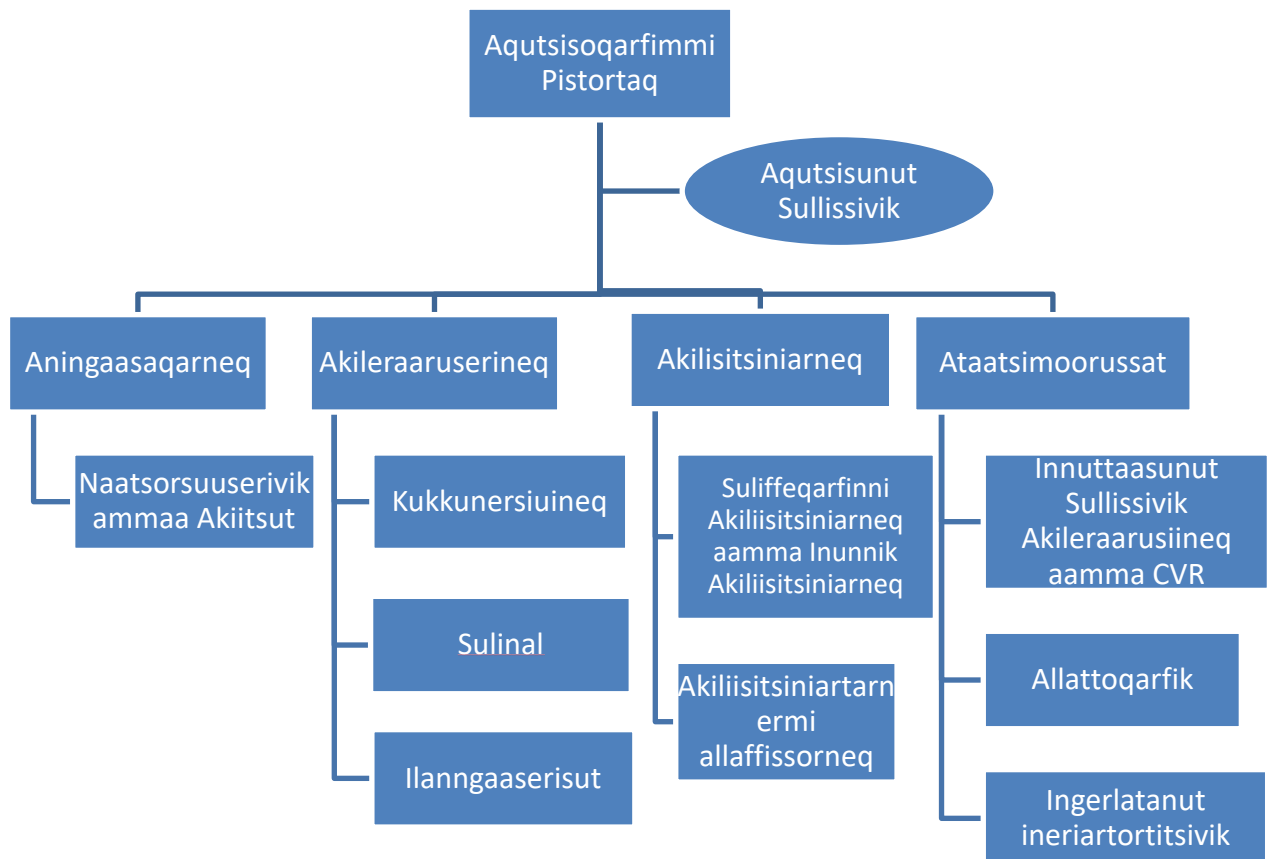 Aqutsisoqarfimmi
Pistortaq
Aqutsisunut
Sullissivik
Aningaasaqarneq
Akileraaruserineq
Akilisitsiniarneq
Ataatsimoorussat
Naatsorsuuserivik
ammaa Akiitsut
Kukkunersiuineq
Sulinal
Ilanngaaserisut
Suliffeqarfinni
Akiliisitsiniarneq
aamma Inunnik
Akiliisitsiniarneq
Akiliisitsiniartarn
ermi
allaffissorneq
Innuttaasunut
Sullissivik
Akileraarusiineq
aamma CVR
Allattoqarfik
Ingerlatanut
ineriartortitsivik